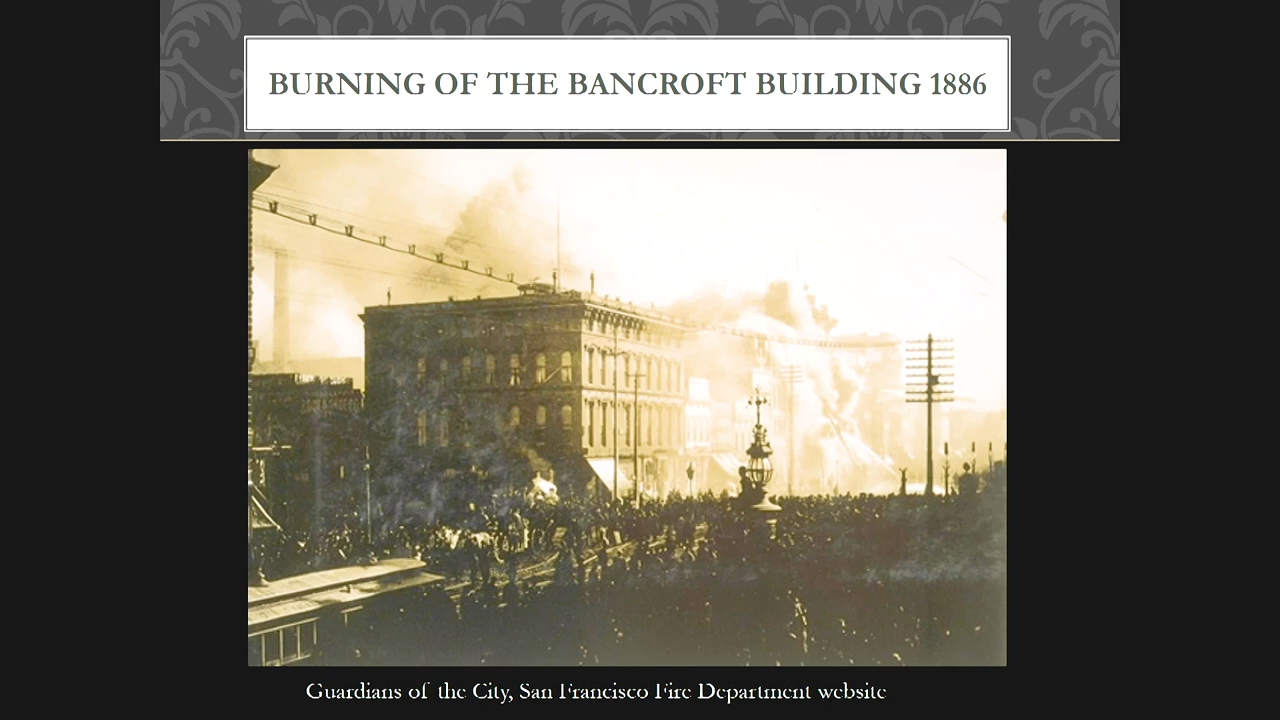 BURNING OF THE BANCROFT BUILDING 1886
Guardians of the City, San Francisco Fire Department website